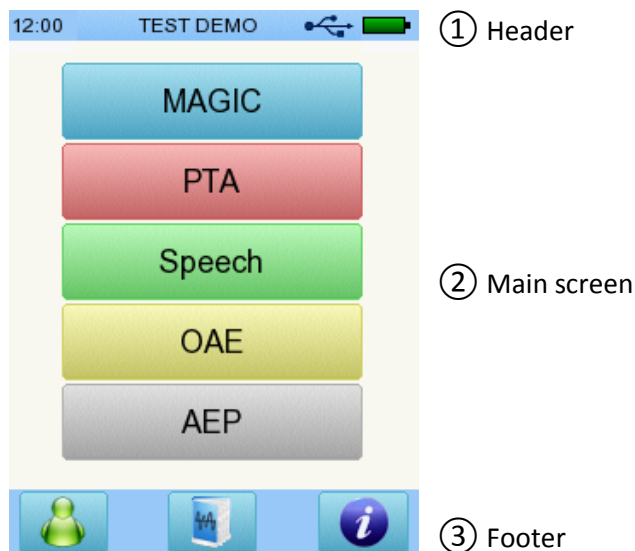 12:00 TEST DEMO
① Header
MAGIC
PTA
Speech
② Main screen
OAE
AEP
i
③ Footer